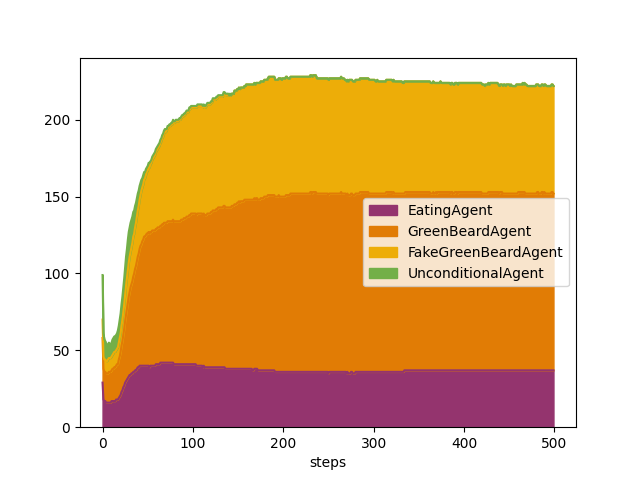 200
150
100
50
0
EatingAgent
GreenBeardAgent
FakeGreenBeardAgent
UnconditionalAgent
0 100 200 300 400 500
steps